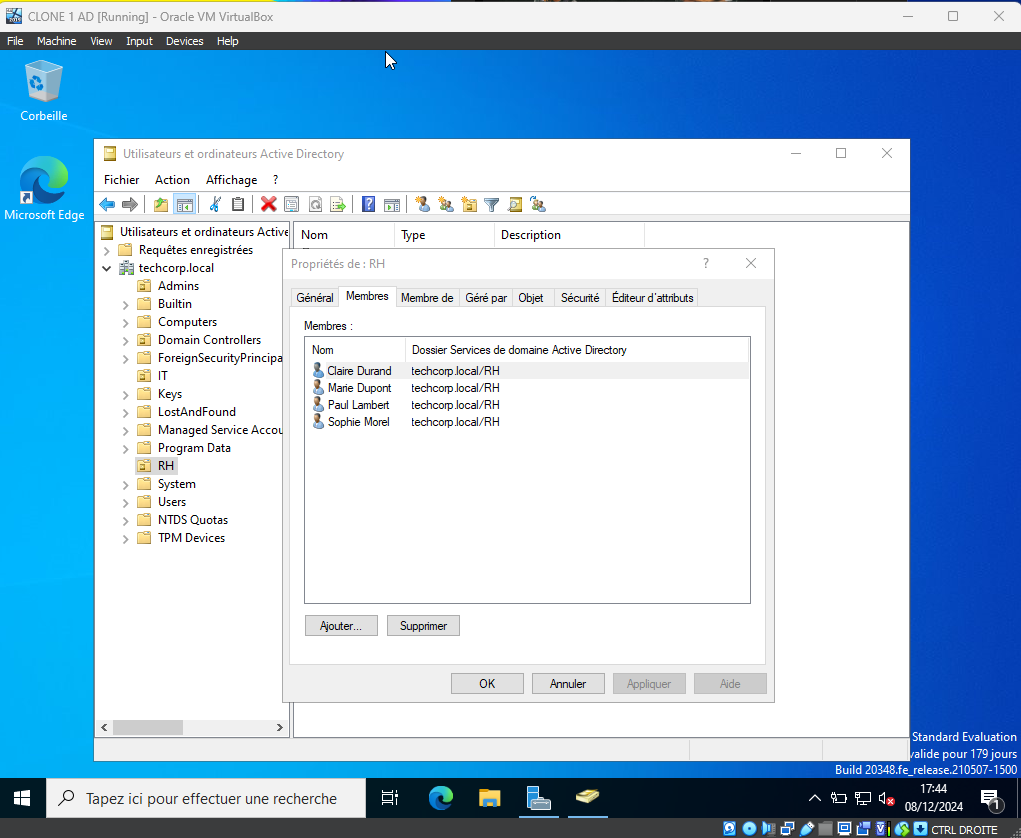 CLONE 1 AD [Running] - Oracle VM VirtualBox
File Machine View Input Devices Help
Corbeille
Microsoft Edge
Utilisateurs et ordinateurs Active Directory
Fichier Action Affichage ?
Utilisateurs et ordinateurs Active
Nom Type Description
Requêtes enregistrées
techcorp.local
Admins
Builtin
Computers
Domain Controllers
ForeignSecurityPrincipa
IT
Keys
LostAndFound
Managed Service Accou
Program Data
RH
System
Users
NTDS Quotas
TPM Devices
Propriétés de : RH ?
Général Membres Membre de Géré par Objet Sécurité Éditeur d'attributs
Membres :
Nom Dossier Services de domaine Active Directory
Claire Durand techcorp.local/RH
Marie Dupont techcorp.local/RH
Paul Lambert techcorp.local/RH
Sophie Morel techcorp.local/RH
Ajouter... Supprimer
OK Annuler Appliquer Aide
Standard Evaluation
valide pour 179 jours
Build 20348.fe_release.210507-1500
Tapez ici pour effectuer une recherche
17:44
08/12/2024
1
CTRL DROITE